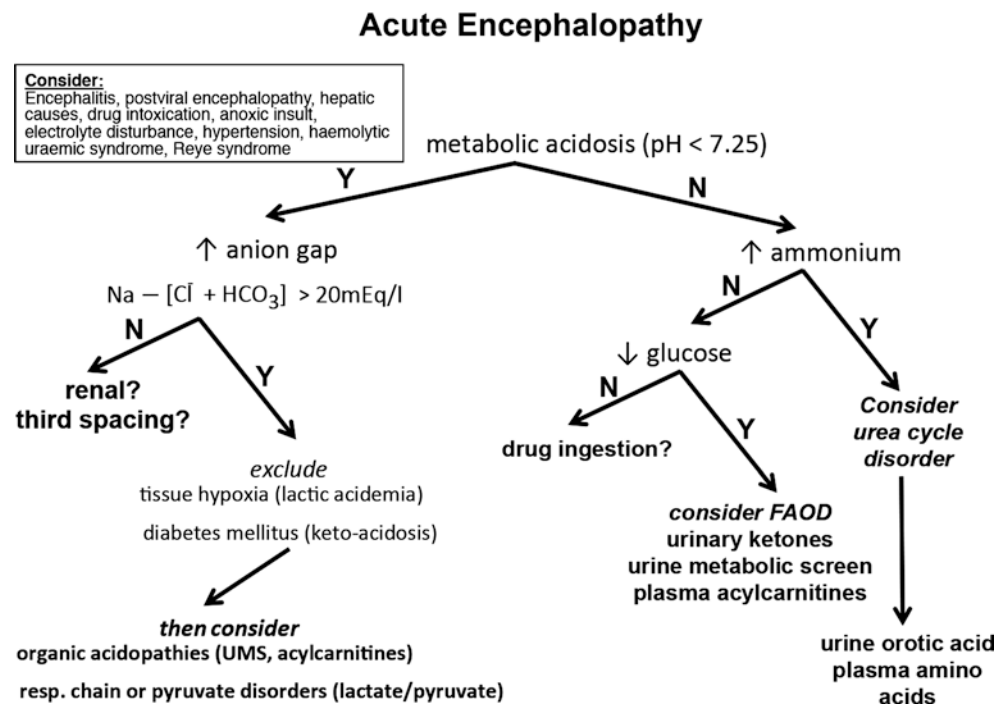 Acute Encephalopathy
Consider:
Encephalitis, postviral encephalopathy, hepatic
causes, drug intoxication, anoxic insult,
electrolyte disturbance, hypertension, haemolytic
uraemic syndrome, Reye syndrome
metabolic acidosis (pH < 7.25)
Y
N
↑ anion gap
Na – [Cl̄ + HCO₃] > 20mEq/l
↑ ammonium
N
Y
N
Y
renal?
third spacing?
↓ glucose
N
Y
drug ingestion?
Consider
urea cycle
disorder
exclude
tissue hypoxia (lactic acidemia)
diabetes mellitus (keto-acidosis)
consider FAOD
urinary ketones
urine metabolic screen
plasma acylcarnitines
then consider
organic acidopathies (UMS, acylcarnitines)
resp. chain or pyruvate disorders (lactate/pyruvate)
urine orotic acid
plasma amino
acids